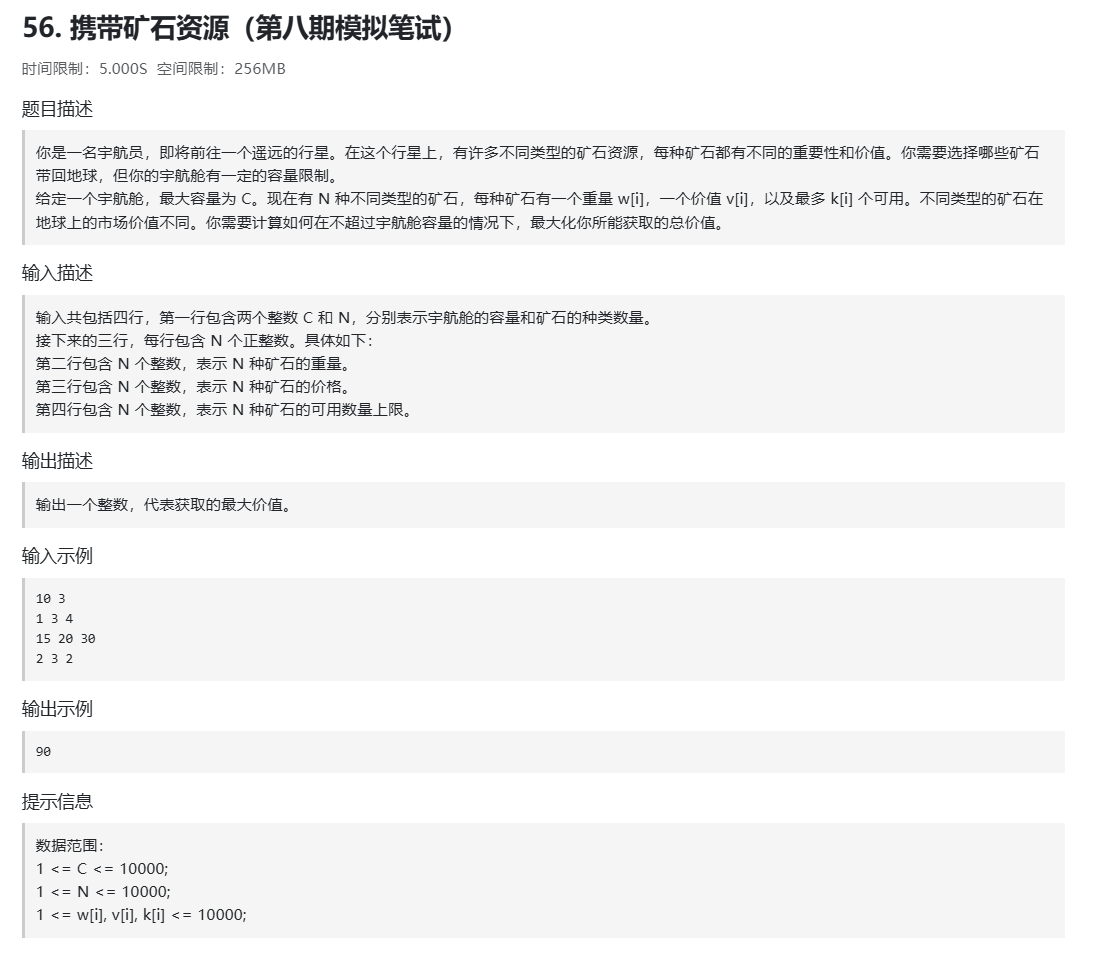 56. 携带矿石资源（第八期模拟笔试）
时间限制：5.000S 空间限制：256MB
题目描述
你是一名宇航员，即将前往一个遥远的行星。在这个行星上，有许多不同类型的矿石资源，每种矿石都有不同的重要性和价值。你需要选择哪些矿石
带回地球，但你的宇航舱有一定的容量限制。
给定一个宇航舱，最大容量为 C。现在有 N 种不同类型的矿石，每种矿石有一个重量 w[i]，一个价值 v[i]，以及最多 k[i] 个可用。不同类型的矿石在
地球上的市场价值不同。你需要计算如何在不超过宇航舱容量的情况下，最大化你所能获取的总价值。
输入描述
输入共包括四行，第一行包含两个整数 C 和 N，分别表示宇航舱的容量和矿石的种类数量。
接下来的三行，每行包含 N 个正整数。具体如下：
第二行包含 N 个整数，表示 N 种矿石的重量。
第三行包含 N 个整数，表示 N 种矿石的价格。
第四行包含 N 个整数，表示 N 种矿石的可用数量上限。
输出描述
输出一个整数，代表获取的最大价值。
输入示例
10 3
1 3 4
15 20 30
2 3 2
输出示例
90
提示信息
数据范围：
1 <= C <= 10000;
1 <= N <= 10000;
1 <= w[i], v[i], k[i] <= 10000;